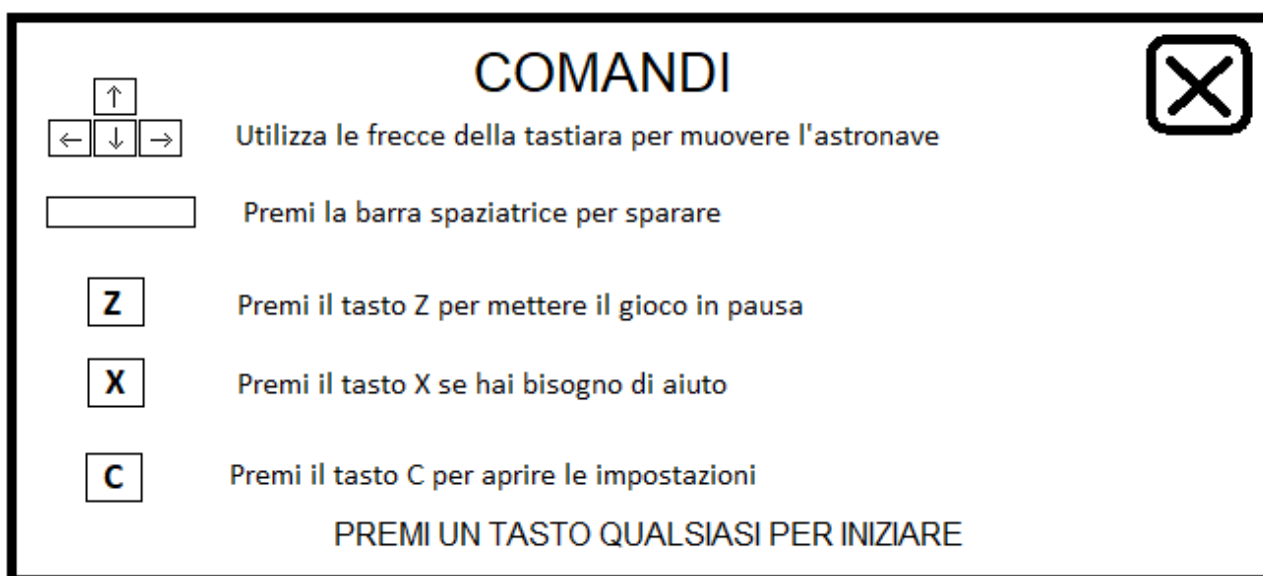 COMANDI
↑
← ↓ → Utilizza le frecce della tastiara per muovere l'astronave
Premi la barra spaziatrice per sparare
Z Premi il tasto Z per mettere il gioco in pausa
X Premi il tasto X se hai bisogno di aiuto
C Premi il tasto C per aprire le impostazioni
PREMI UN TASTO QUALSIASI PER INIZIARE